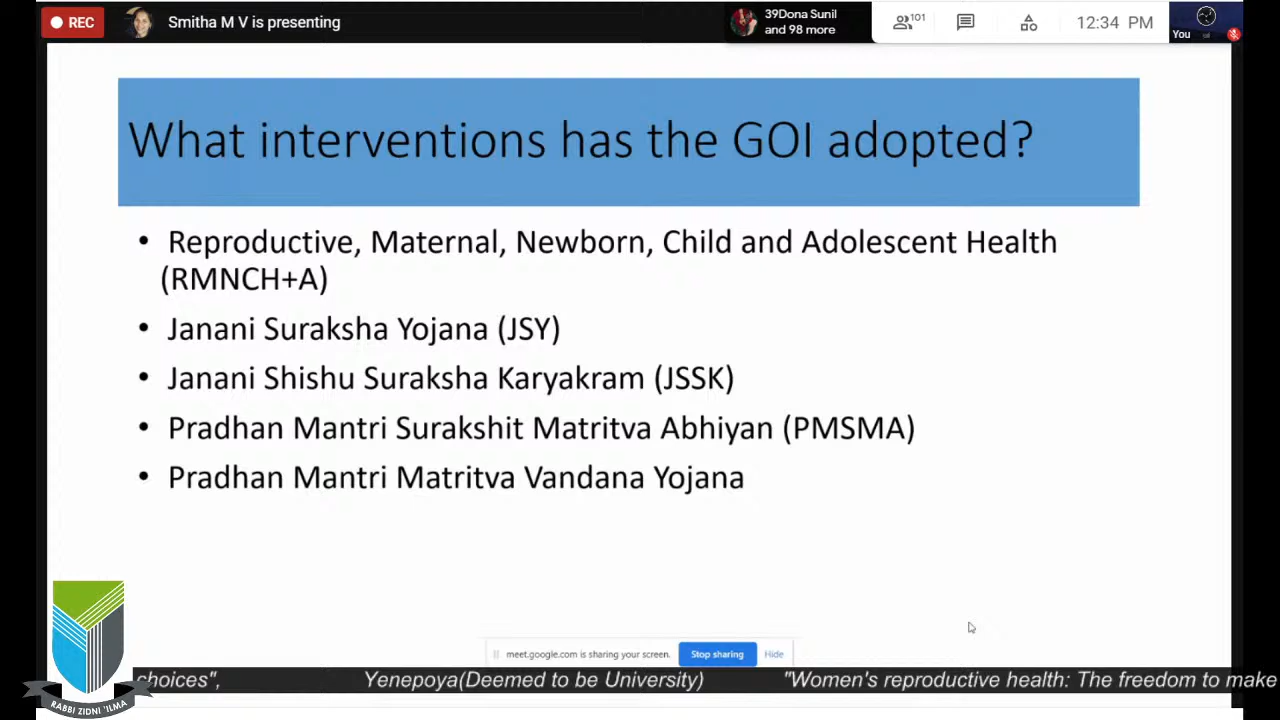 REC
Smitha M V is presenting
39Dona Sunil
and 98 more
101
12:34 PM
You
What interventions has the GOI adopted?
• Reproductive, Maternal, Newborn, Child and Adolescent Health
(RMNCH+A)
• Janani Suraksha Yojana (JSY)
• Janani Shishu Suraksha Karyakram (JSSK)
• Pradhan Mantri Surakshit Matritva Abhiyan (PMSMA)
• Pradhan Mantri Matritva Vandana Yojana
meet.google.com is sharing your screen.
Stop sharing
Hide
choices", Yenepoya(Deemed to be University) "Women's reproductive health: The freedom to make
RABBI ZIDNI 'ILMA